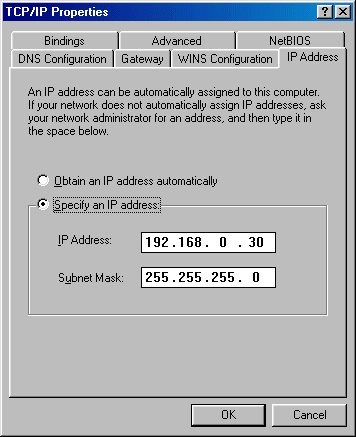 TCP/IP Properties
Bindings Advanced NetBIOS
DNS Configuration Gateway WINS Configuration IP Address
An IP address can be automatically assigned to this computer.
If your network does not automatically assign IP addresses, ask
your network administrator for an address, and then type it in
the space below.
Obtain an IP address automatically
Specify an IP address:
IP Address: 192.168. 0 . 30
Subnet Mask: 255.255.255. 0
OK Cancel